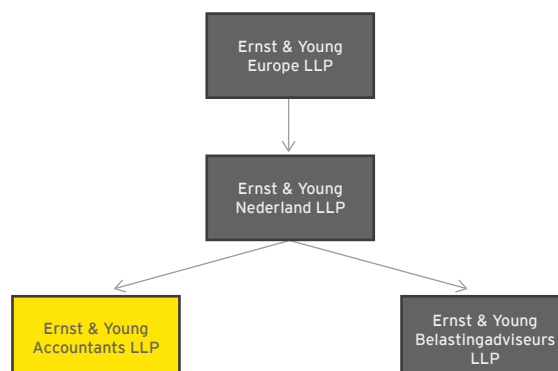 Ernst & Young
Europe LLP
Ernst & Young
Nederland LLP
Ernst & Young
Accountants LLP
Ernst & Young
Belastingadviseurs
LLP